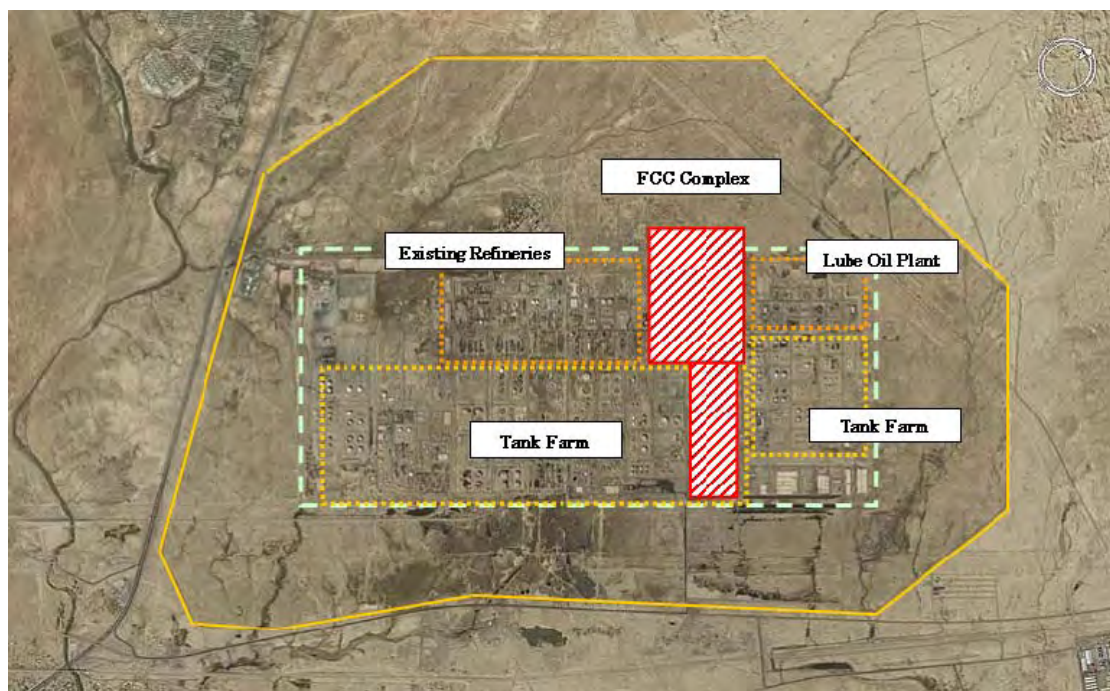 FCC Complex
Existing Refineries
Lube Oil Plant
Tank Farm
Tank Farm